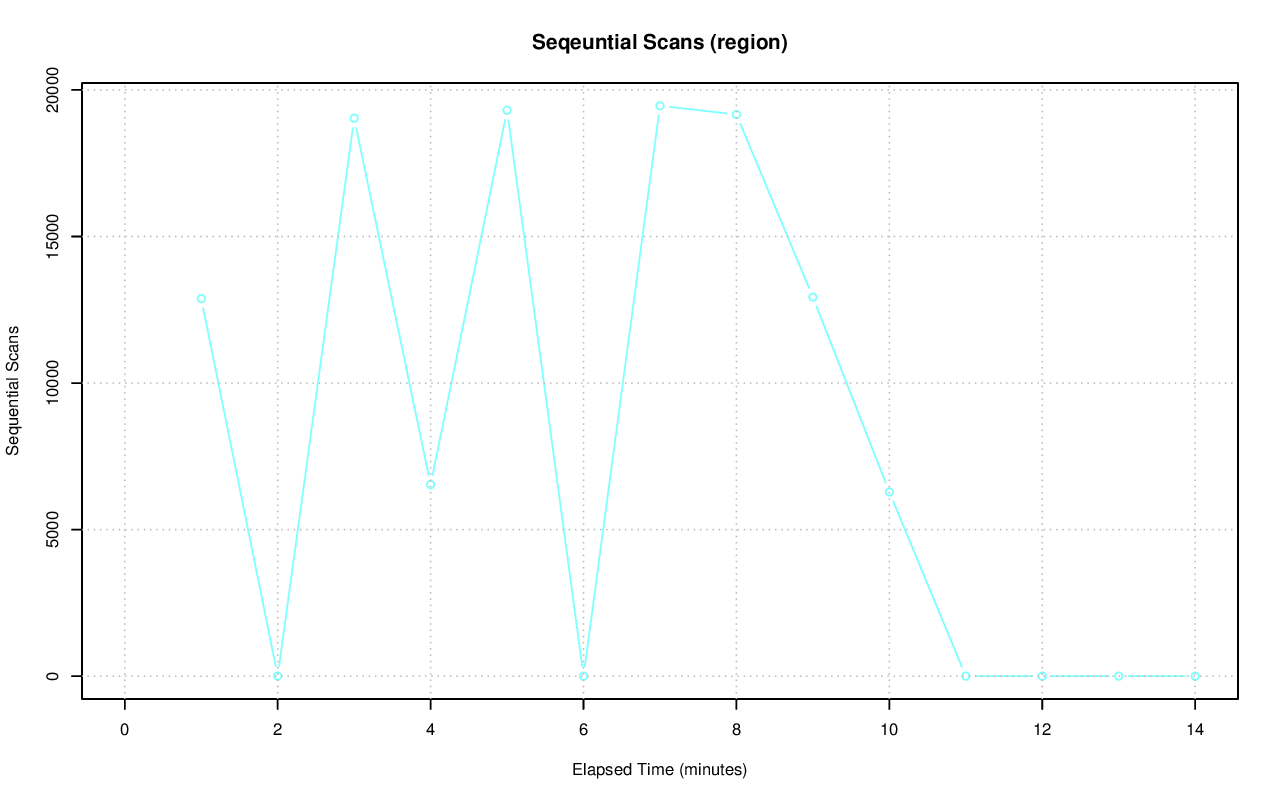 Seqeuntial Scans (region)
Sequential Scans
20000
15000
10000
5000
0
0 2 4 6 8 10 12 14
Elapsed Time (minutes)